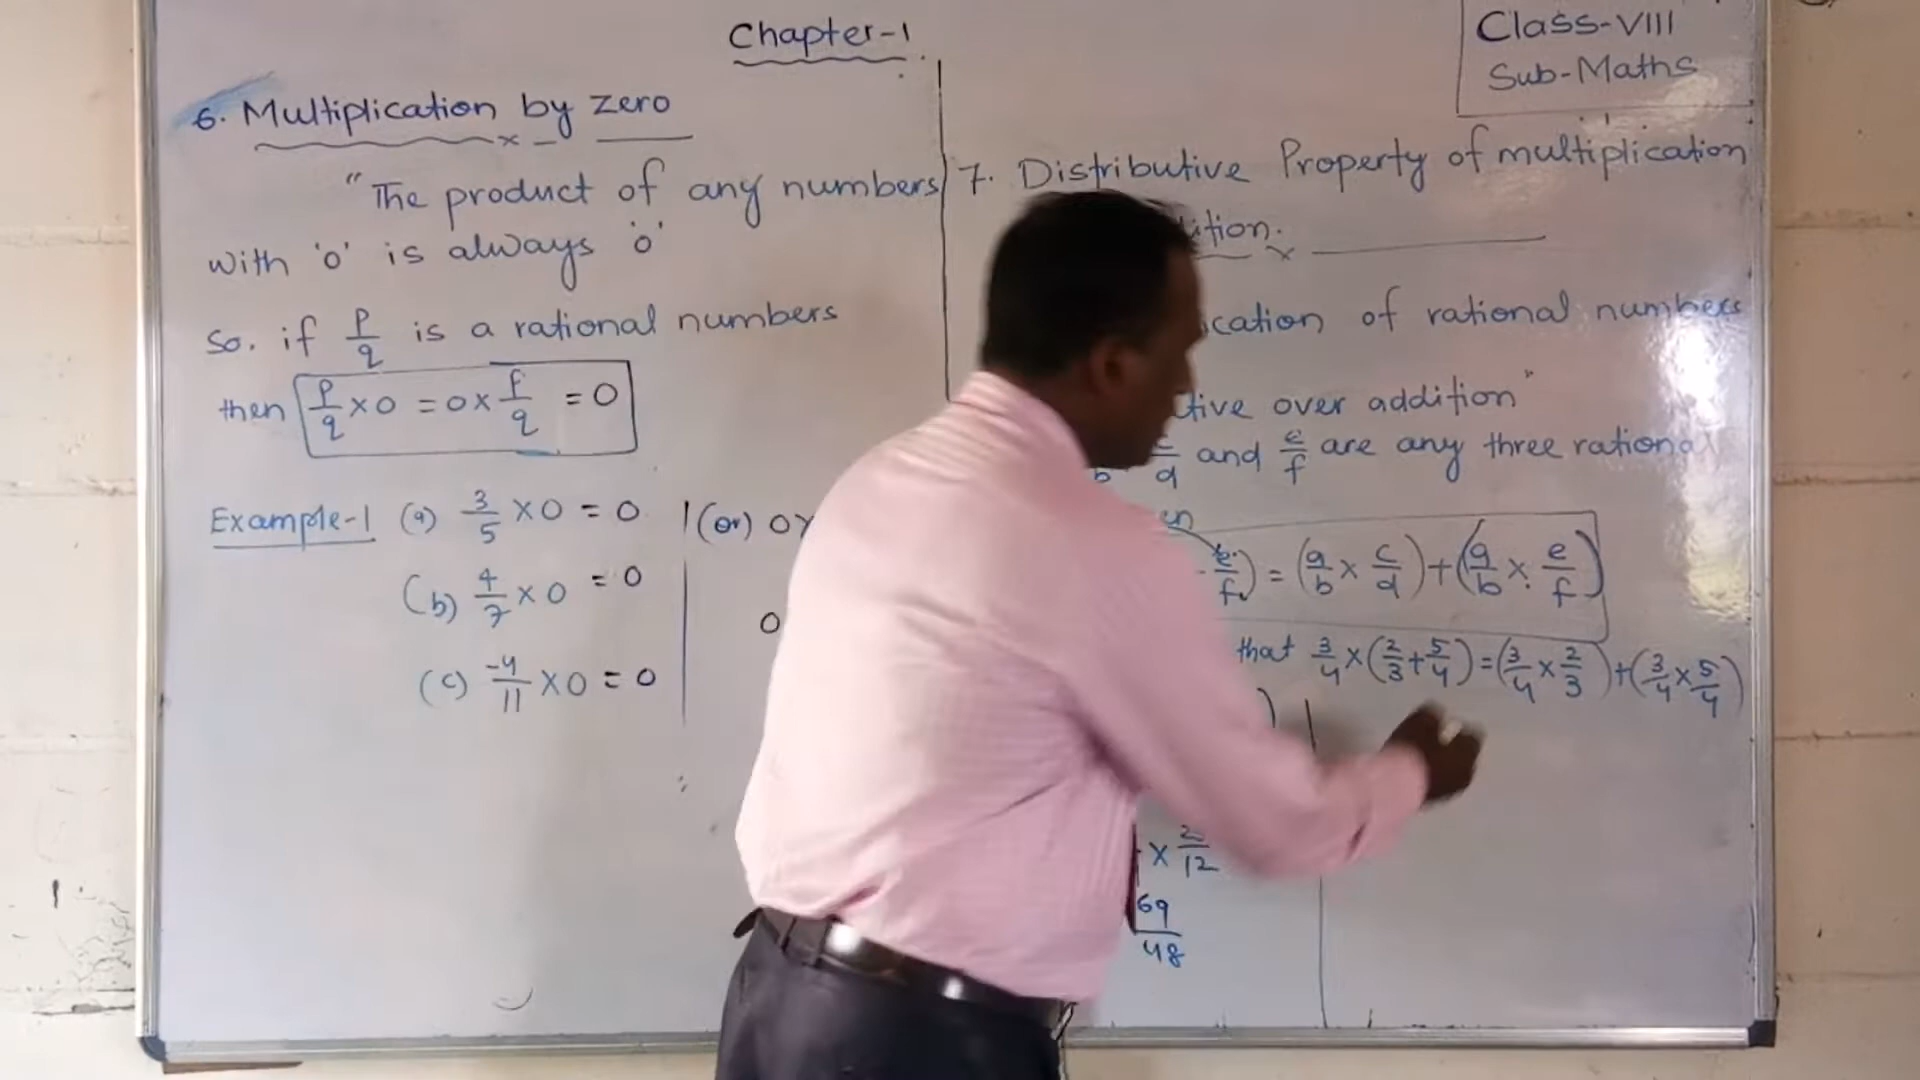 Chapter-1
Class-VIII
Sub-Maths
6. Multiplication by zero
"The product of any numbers
with 'o' is always 'o'
So. if p/q is a rational numbers
then p/q × 0 = 0 × p/q = 0
Example-1 (a) 3/5 × 0 = 0 | (or) 0×
(b) 4/7 × 0 = 0
0
(c) -4/11 × 0 = 0
7. Distributive Property of multiplication
of rational numbers
over addition"
c/d and e/f are any three rational
e/f) = (a/b × c/d) + (a/b × e/f)
that 3/4 × (2/3 + 5/4) = (3/4 × 2/3) + (3/4 × 5/4)
)
× /12
69/48